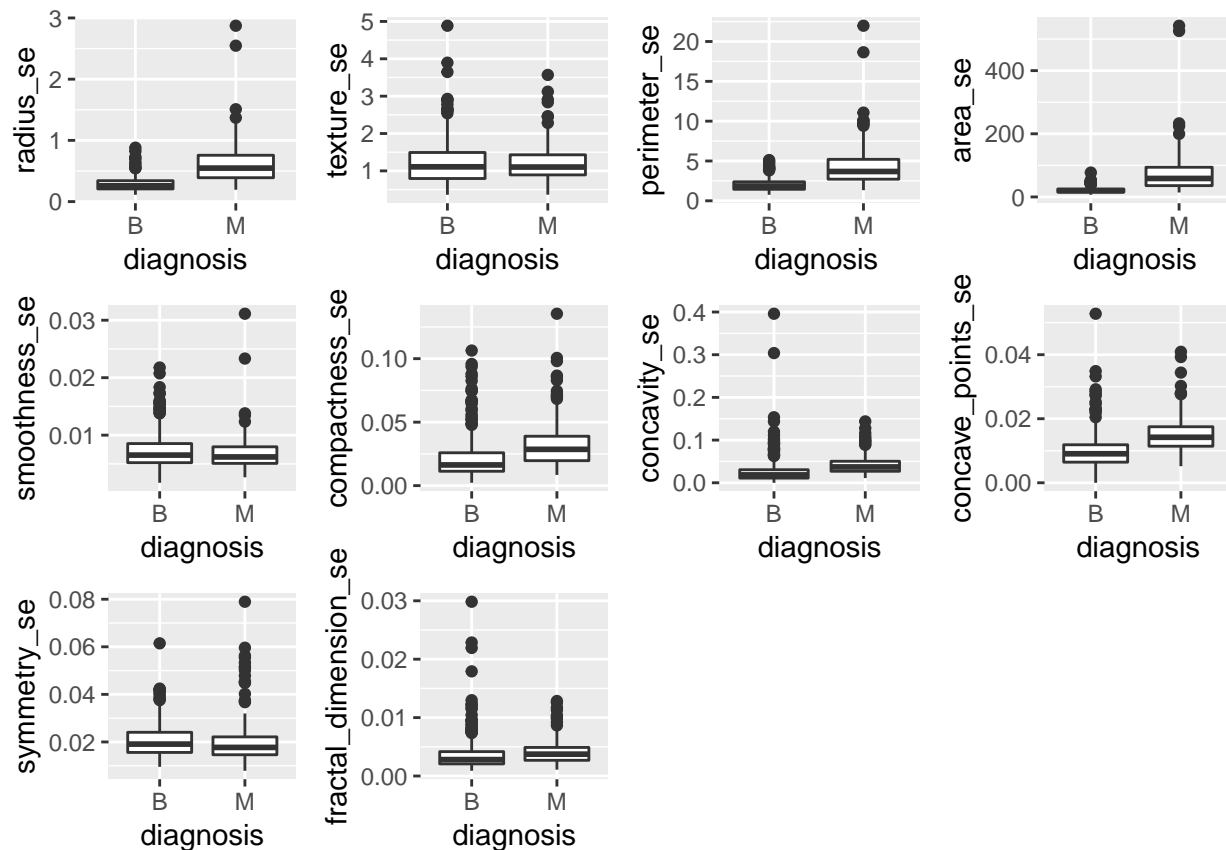 radius_se
3
2
1
0
B
M
diagnosis
texture_se
5
4
3
2
1
B
M
diagnosis
perimeter_se
20
15
10
5
0
B
M
diagnosis
area_se
400
200
0
B
M
diagnosis
smoothness_se
0.03
0.02
0.01
B
M
diagnosis
compactness_se
0.10
0.05
0.00
B
M
diagnosis
concavity_se
0.4
0.3
0.2
0.1
0.0
B
M
diagnosis
concave_points_se
0.04
0.02
0.00
B
M
diagnosis
symmetry_se
0.08
0.06
0.04
0.02
B
M
diagnosis
fractal_dimension_se
0.03
0.02
0.01
0.00
B
M
diagnosis